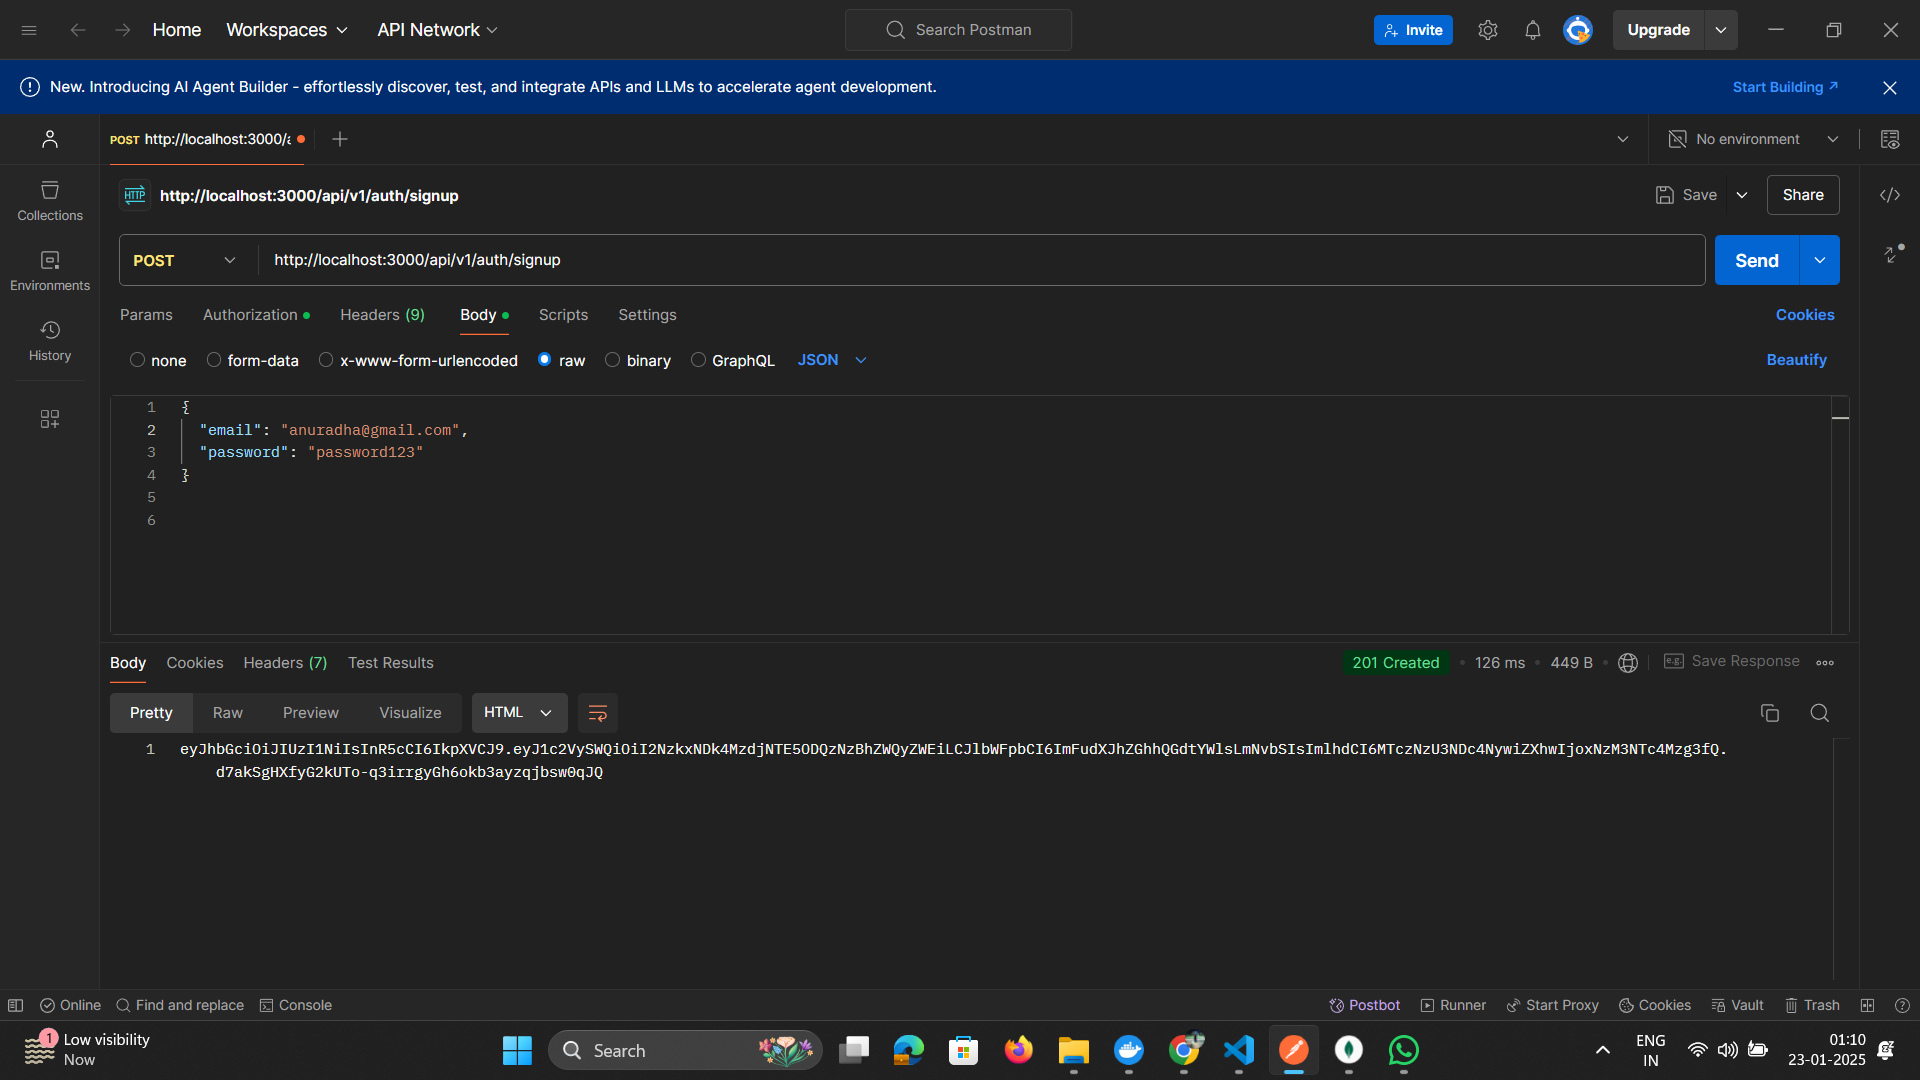 Home
Workspaces
API Network
Search Postman
Invite
Upgrade
New. Introducing AI Agent Builder - effortlessly discover, test, and integrate APIs and LLMs to accelerate agent development.
Start Building
POST http://localhost:3000/a
No environment
HTTP http://localhost:3000/api/v1/auth/signup
Save
Share
Collections
Environments
History
POST
http://localhost:3000/api/v1/auth/signup
Send
Params
Authorization
Headers (9)
Body
Scripts
Settings
Cookies
none
form-data
x-www-form-urlencoded
raw
binary
GraphQL
JSON
Beautify
1 {
2 "email": "anuradha@gmail.com",
3 "password": "password123"
4 }
5
6
Body
Cookies
Headers (7)
Test Results
201 Created
126 ms
449 B
e.g. Save Response
Pretty
Raw
Preview
Visualize
HTML
1 eyJhbGciOiJIUzI1NiIsInR5cCI6IkpXVCJ9.eyJ1c2VySWQiOiI2NzkxNDk4MzdjNTE5ODQzNzBhZWQyZWEiLCJlbWFpbCI6ImFudXJhZGhhQGdtYWlsLmNvbSIsImlhdCI6MTczNzU3NDc4NywiZXhwIjoxNzM3NTc4Mzg3fQ.
d7akSgHXfyG2kUTo-q3irrgyGh6okb3ayzqjbsw0qJQ
Online
Find and replace
Console
Postbot
Runner
Start Proxy
Cookies
Vault
Trash
1
Low visibility
Now
Search
ENG
IN
01:10
23-01-2025